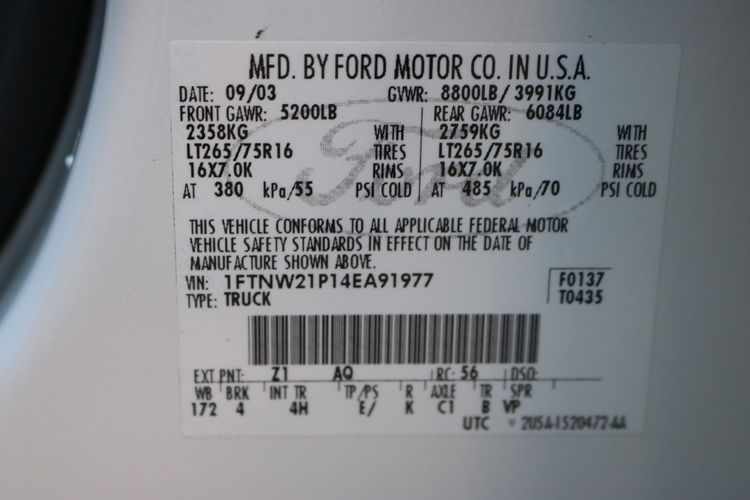 MFD. BY FORD MOTOR CO. IN U.S.A.
DATE: 09/03 GVWR: 8800LB/3991KG
FRONT GAWR: 5200LB REAR GAWR: 6084LB
2358KG WITH 2759KG WITH
LT265/75R16 TIRES LT265/75R16 TIRES
16X7.0K RIMS 16X7.0K RIMS
AT 380 kPa/55 PSI COLD AT 485 kPa/70 PSI COLD
Ford
THIS VEHICLE CONFORMS TO ALL APPLICABLE FEDERAL MOTOR
VEHICLE SAFETY STANDARDS IN EFFECT ON THE DATE OF
MANUFACTURE SHOWN ABOVE.
VIN: 1FTNW21P14EA91977 F0137
TYPE: TRUCK T0435
EXT PNT: Z1 AQ RC: 56 DSO:
WB BRK INT TR TP/PS R AXLE TR SPR
172 4 4H E/ K C1 B VP
UTC ▽ 2U5A-1520472-AA